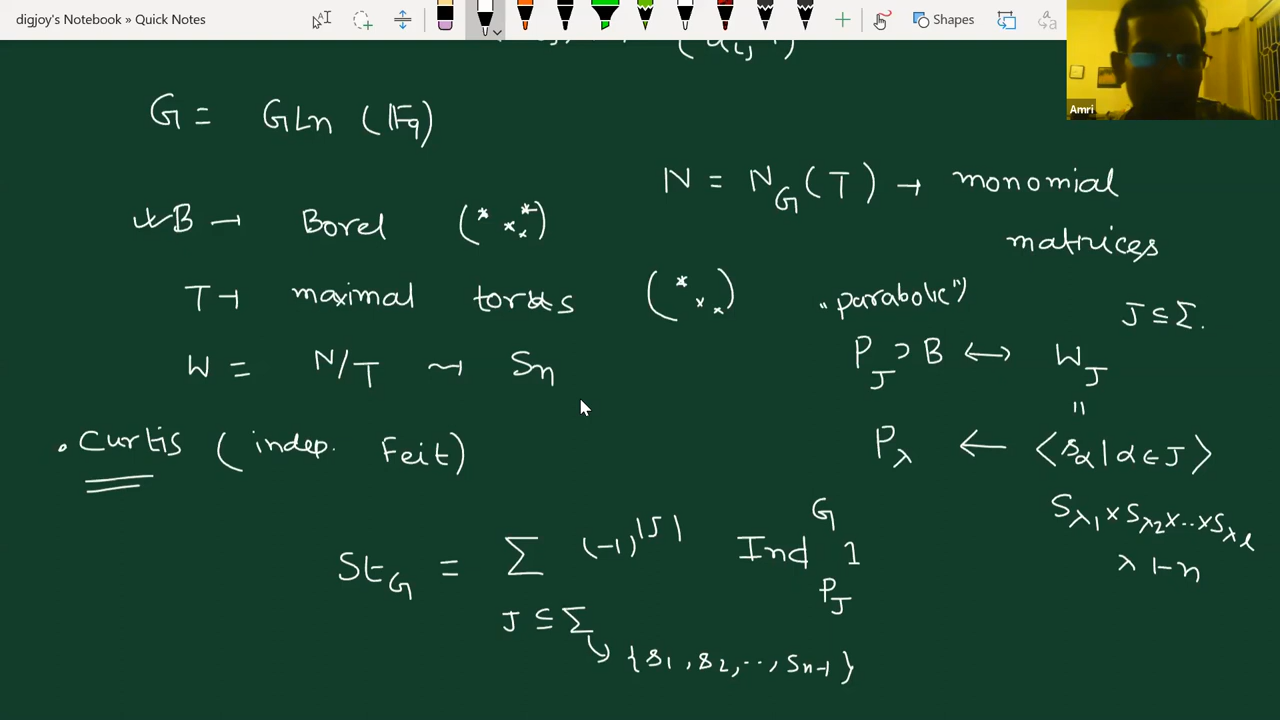 digjoy's Notebook » Quick Notes
Shapes
Amri
G = GLn (Fq)
N = N_G (T) → monomial
matrices
B → Borel (* * * *)
T → maximal torus (* * *)
"parabolic"
J ⊆ Σ.
W = N/T ⇝ Sn
P_J ⊃ B ↔ W_J
"
. Curtis (indep. Feit)
P_λ ← ⟨s_α | α ∈ J⟩
S_λ1 × S_λ2 × ... × S_λl
λ ⊢ n
St_G = Σ (-1)^|J| Ind^G_{P_J} 1
J ⊆ Σ
↳ {s1, s2, ..., sn-1}